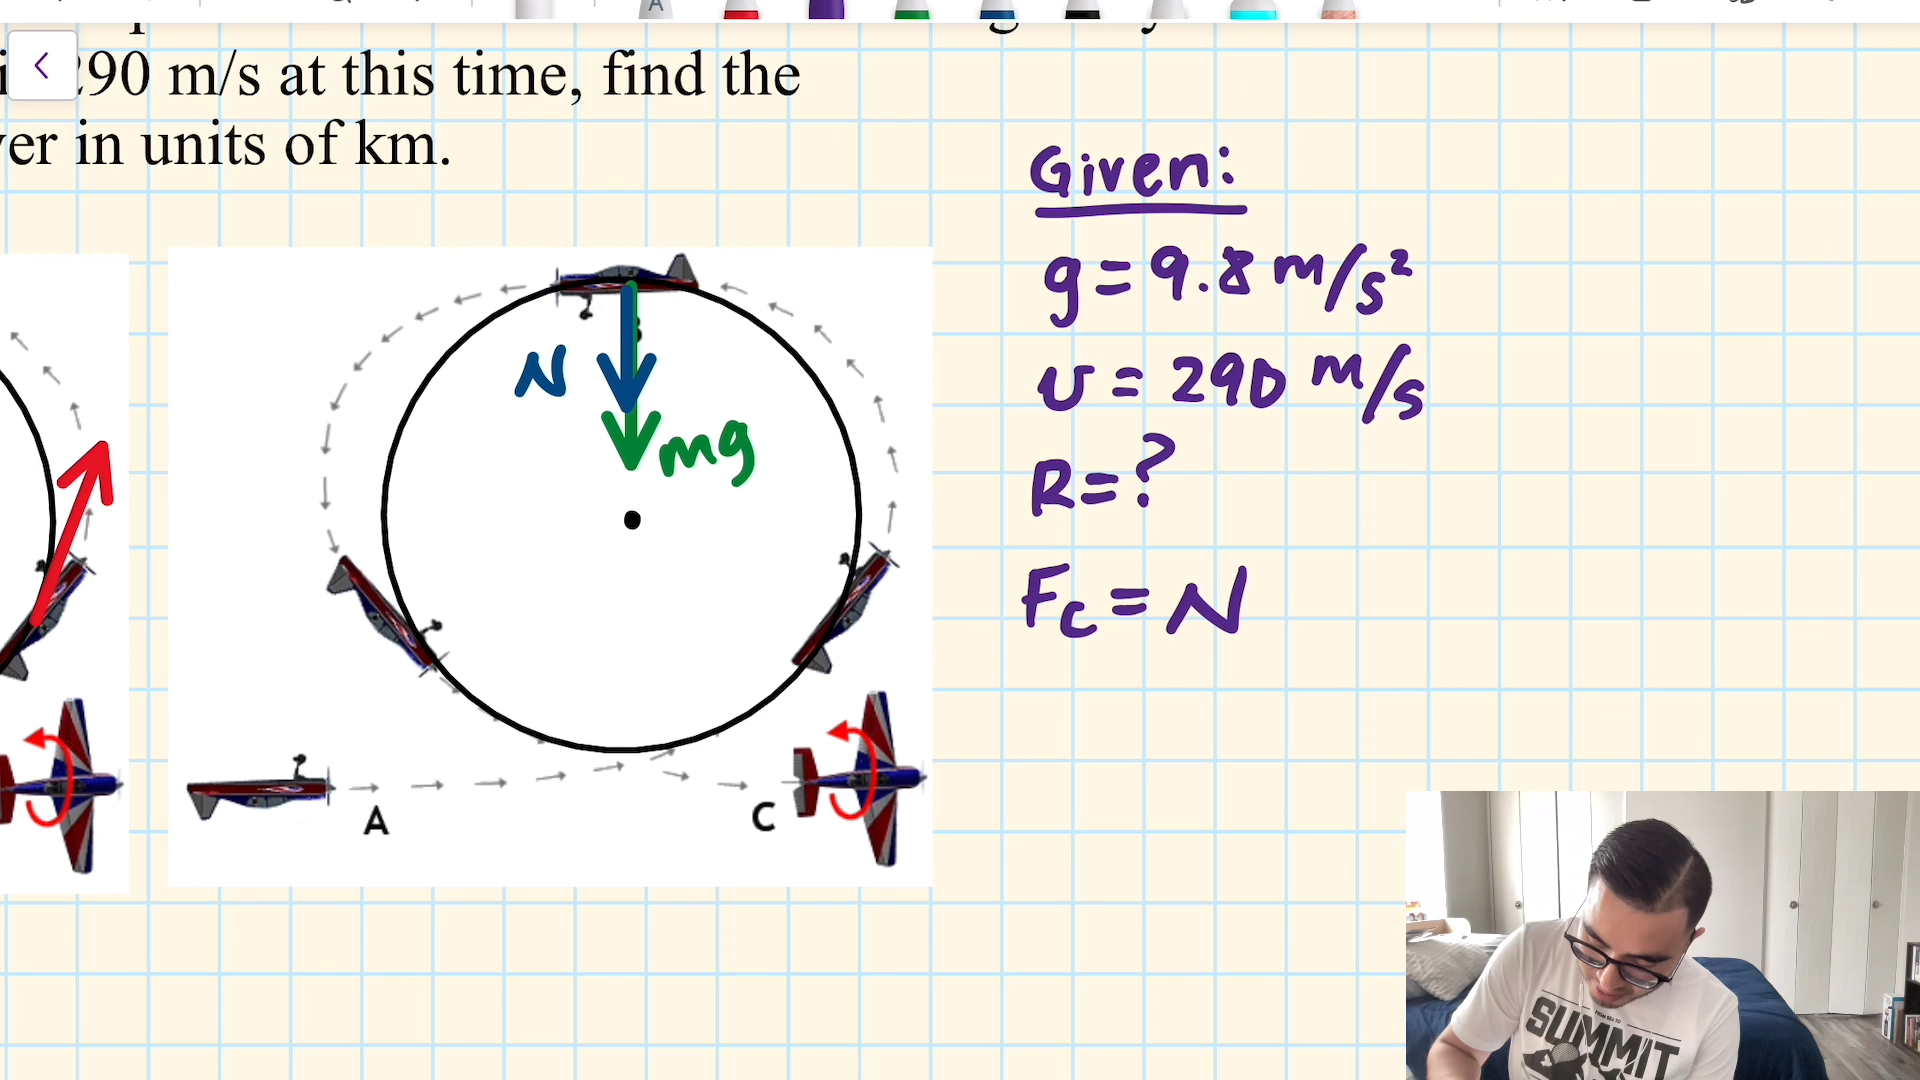 290 m/s at this time, find the
er in units of km.
Given:
g = 9.8 m/s²
v = 290 m/s
R = ?
Fc = N
N
mg
A
C
SUMMIT